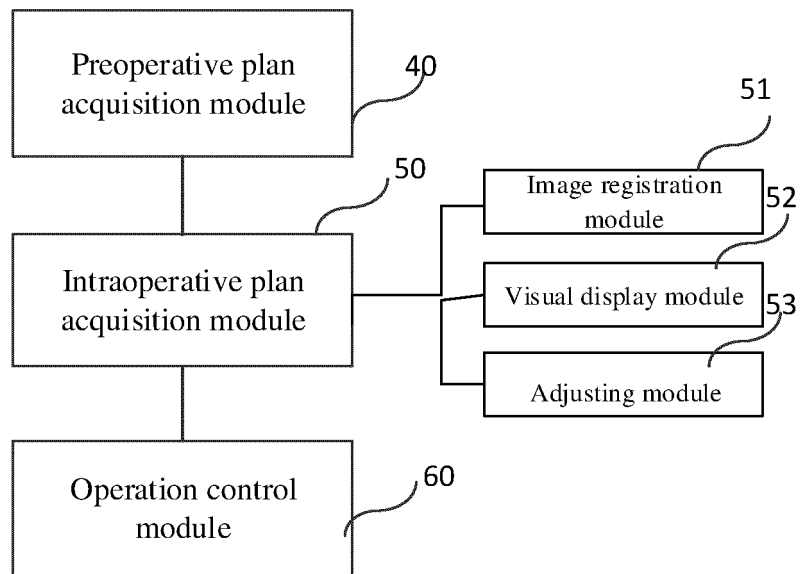 Preoperative plan
acquisition module
40
50
51
Image registration
module
52
Intraoperative plan
acquisition module
Visual display module
53
Adjusting module
Operation control
module
60